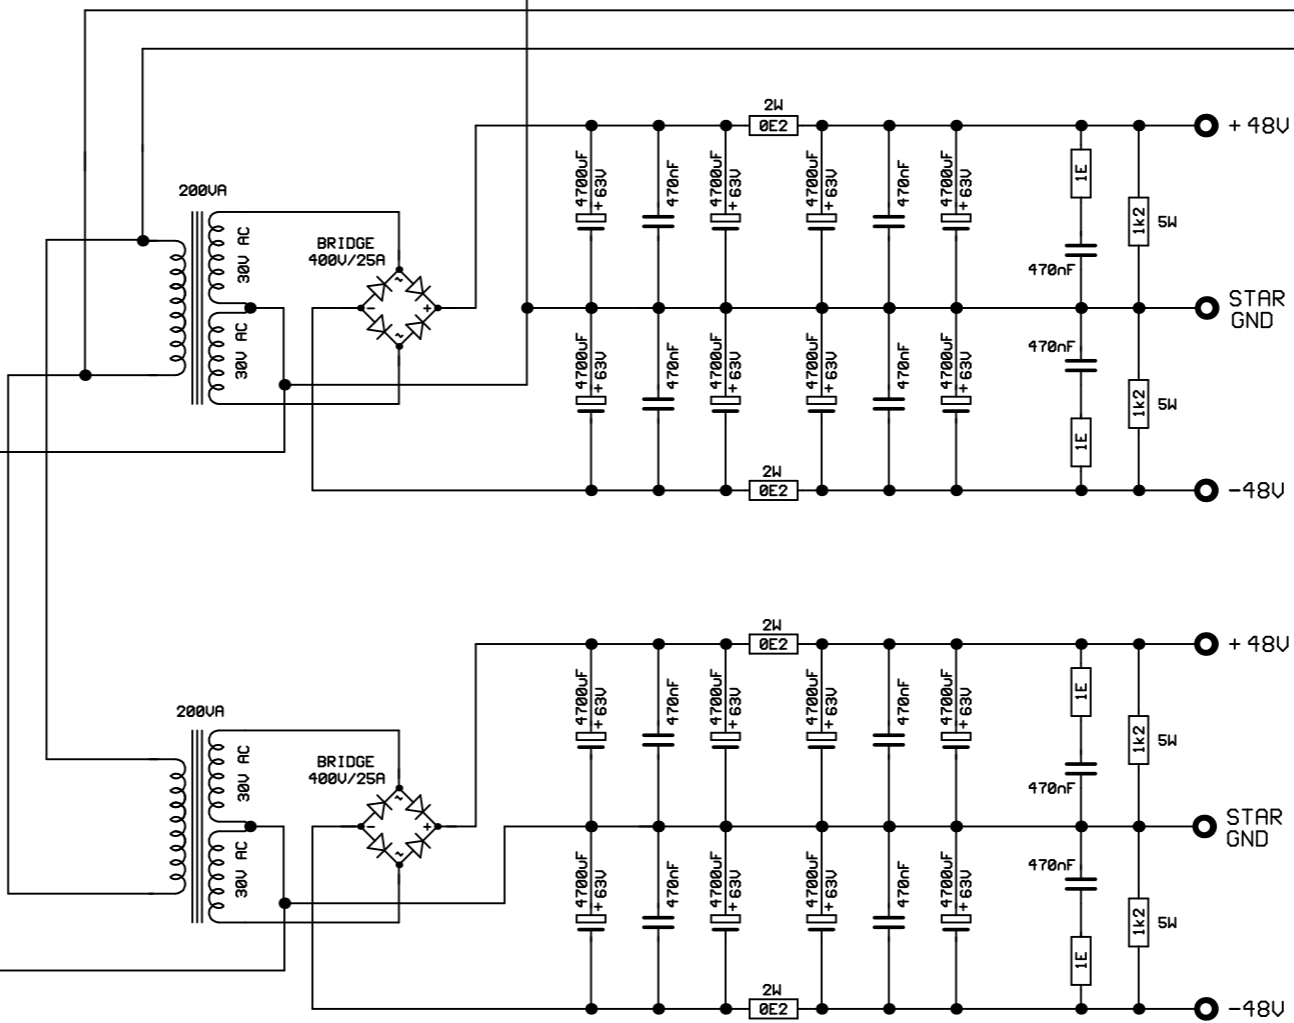 2W
0E2
+48V
4700uF
+63V
470nF
4700uF
+63V
4700uF
+63V
470nF
4700uF
+63V
1E
1k2
5W
470nF
200VA
30V AC
30V AC
BRIDGE
400V/25A
~
-
+
~
STAR
GND
4700uF
+63V
470nF
4700uF
+63V
4700uF
+63V
470nF
4700uF
+63V
470nF
1E
1k2
5W
2W
0E2
-48V
2W
0E2
+48V
4700uF
+63V
470nF
4700uF
+63V
4700uF
+63V
470nF
4700uF
+63V
1E
1k2
5W
470nF
200VA
30V AC
30V AC
BRIDGE
400V/25A
~
-
+
~
STAR
GND
4700uF
+63V
470nF
4700uF
+63V
4700uF
+63V
470nF
4700uF
+63V
470nF
1E
1k2
5W
2W
0E2
-48V